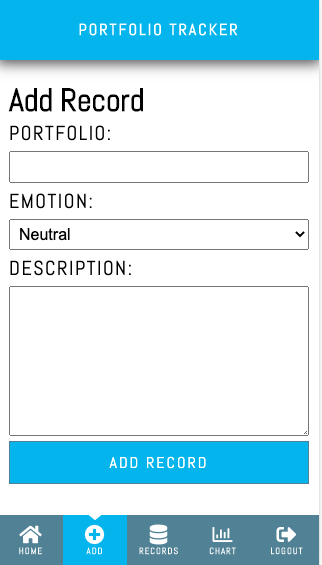 PORTFOLIO TRACKER
Add Record
PORTFOLIO:
EMOTION:
Neutral
DESCRIPTION:
ADD RECORD
HOME ADD RECORDS CHART LOGOUT